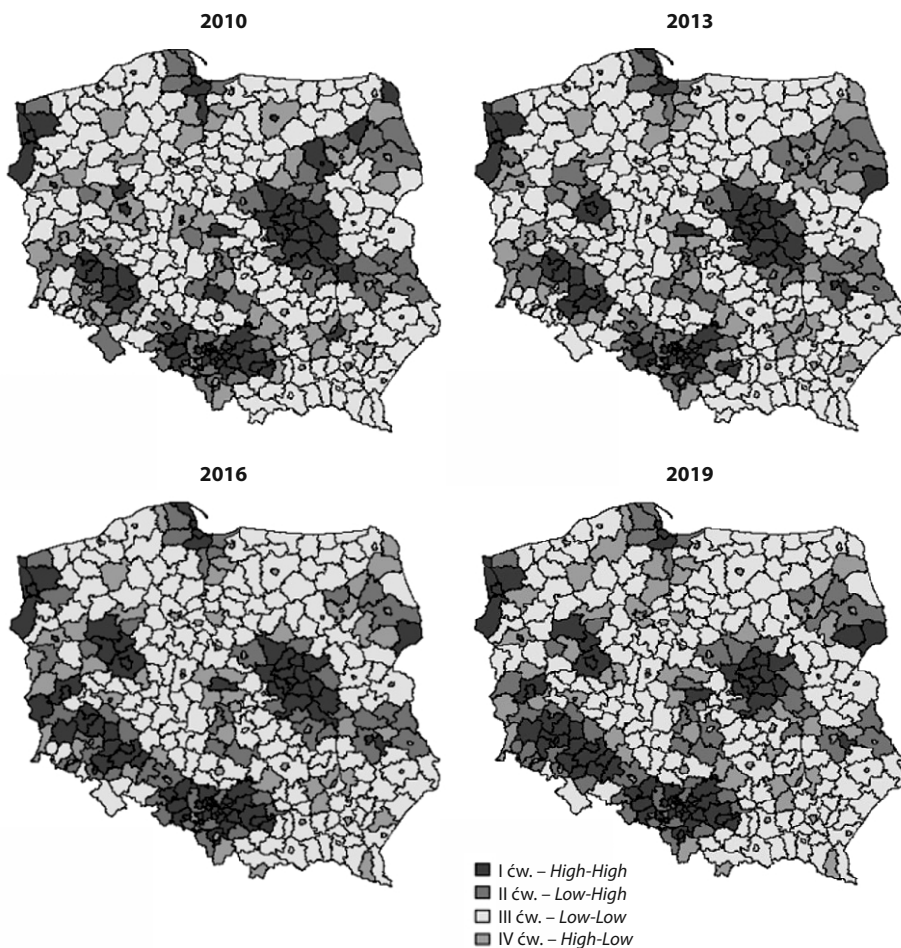 2010
2013
2016
2019
I ćw. – High-High
II ćw. – Low-High
III ćw. – Low-Low
IV ćw. – High-Low